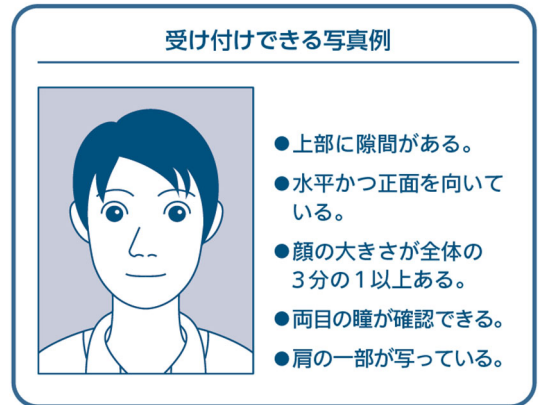 受け付けできる写真例
●上部に隙間がある。
●水平かつ正面を向いて
いる。
●顔の大きさが全体の
３分の１以上ある。
●両目の瞳が確認できる。
●肩の一部が写っている。